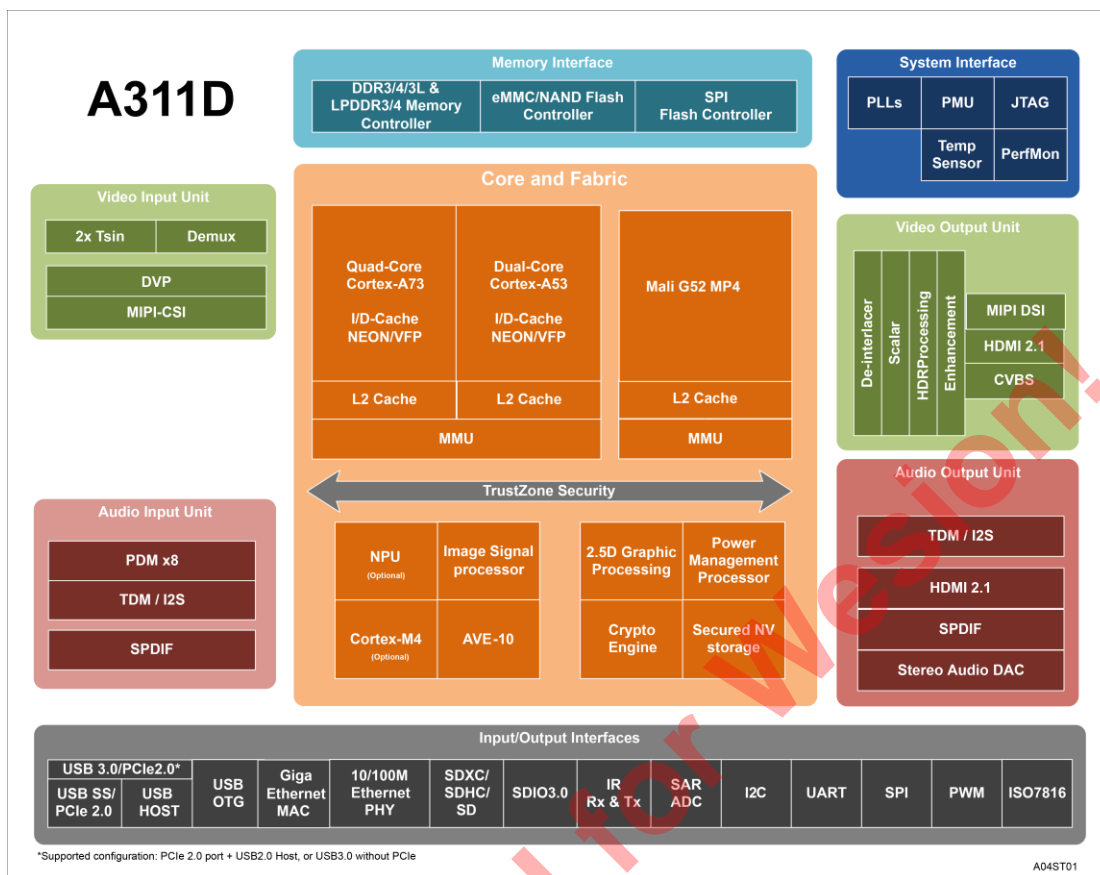 A311D
Memory Interface
DDR3/4/3L &
LPDDR3/4 Memory
Controller
eMMC/NAND Flash
Controller
SPI
Flash Controller
System Interface
PLLs
PMU
JTAG
Temp
Sensor
PerfMon
Video Input Unit
2x Tsin
Demux
DVP
MIPI-CSI
Core and Fabric
Quad-Core
Cortex-A73
I/D-Cache
NEON/VFP
Dual-Core
Cortex-A53
I/D-Cache
NEON/VFP
Mali G52 MP4
L2 Cache
L2 Cache
L2 Cache
MMU
MMU
TrustZone Security
NPU
(Optional)
Image Signal
processor
2.5D Graphic
Processing
Power
Management
Processor
Cortex-M4
(Optional)
AVE-10
Crypto
Engine
Secured NV
storage
Video Output Unit
De-interlacer
Scalar
HDRProcessing
Enhancement
MIPI DSI
HDMI 2.1
CVBS
Audio Input Unit
PDM x8
TDM / I2S
SPDIF
Audio Output Unit
TDM / I2S
HDMI 2.1
SPDIF
Stereo Audio DAC
Input/Output Interfaces
USB 3.0/PCIe2.0*
USB SS/
PCIe 2.0
USB
HOST
USB
OTG
Giga
Ethernet
MAC
10/100M
Ethernet
PHY
SDXC/
SDHC/
SD
SDIO3.0
IR
Rx & Tx
SAR
ADC
I2C
UART
SPI
PWM
ISO7816
*Supported configuration: PCIe 2.0 port + USB2.0 Host, or USB3.0 without PCIe
A04ST01
for Wesion!